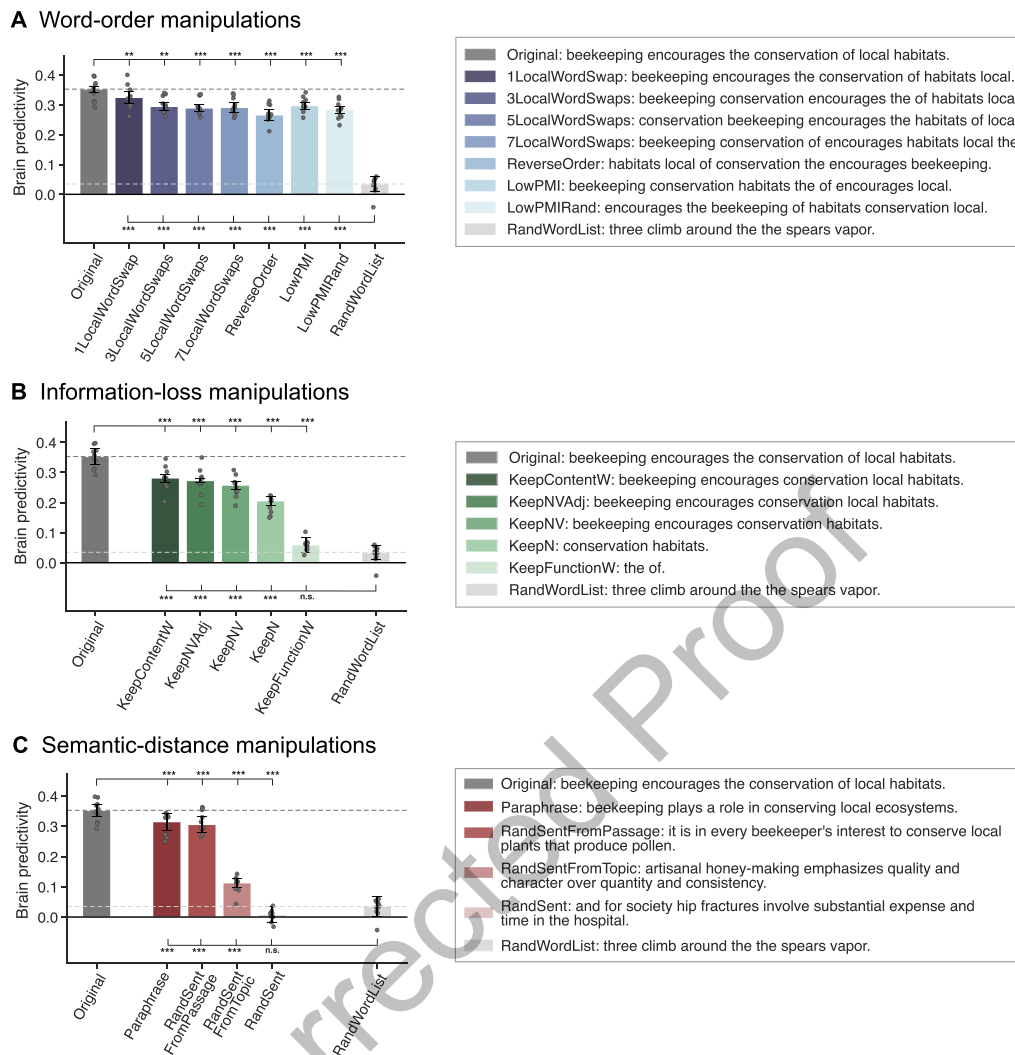 A Word-order manipulations
** ** *** *** *** *** ***
0.4
0.3
0.2
0.1
0.0
Brain predictivity
*** *** *** *** *** *** ***
Original
1LocalWordSwap
3LocalWordSwaps
5LocalWordSwaps
7LocalWordSwaps
ReverseOrder
LowPMI
LowPMIRand
RandWordList
Original: beekeeping encourages the conservation of local habitats.
1LocalWordSwap: beekeeping encourages the conservation of habitats local.
3LocalWordSwaps: beekeeping conservation encourages the of habitats loca
5LocalWordSwaps: conservation beekeeping encourages the of habitats loca
7LocalWordSwaps: beekeeping conservation of encourages habitats local the
ReverseOrder: habitats local of conservation the encourages beekeeping.
LowPMI: beekeeping conservation habitats the of encourages local.
LowPMIRand: encourages the beekeeping of habitats conservation local.
RandWordList: three climb around the the spears vapor.
B Information-loss manipulations
*** *** *** *** ***
0.4
0.3
0.2
0.1
0.0
Brain predictivity
*** *** *** *** n.s.
Original
KeepContentW
KeepNVAdj
KeepNV
KeepN
KeepFunctionW
RandWordList
Original: beekeeping encourages the conservation of local habitats.
KeepContentW: beekeeping encourages conservation local habitats.
KeepNVAdj: beekeeping encourages conservation local habitats.
KeepNV: beekeeping encourages conservation habitats.
KeepN: conservation habitats.
KeepFunctionW: the of.
RandWordList: three climb around the the spears vapor.
C Semantic-distance manipulations
*** *** *** ***
0.4
0.3
0.2
0.1
0.0
Brain predictivity
*** *** *** n.s.
Original
Paraphrase
RandSent
FromPassage
RandSent
FromTopic
RandSent
RandWordList
Original: beekeeping encourages the conservation of local habitats.
Paraphrase: beekeeping plays a role in conserving local ecosystems.
RandSentFromPassage: it is in every beekeeper's interest to conserve local
plants that produce pollen.
RandSentFromTopic: artisanal honey-making emphasizes quality and
character over quantity and consistency.
RandSent: and for society hip fractures involve substantial expense and
time in the hospital.
RandWordList: three climb around the the spears vapor.
rrected Proof